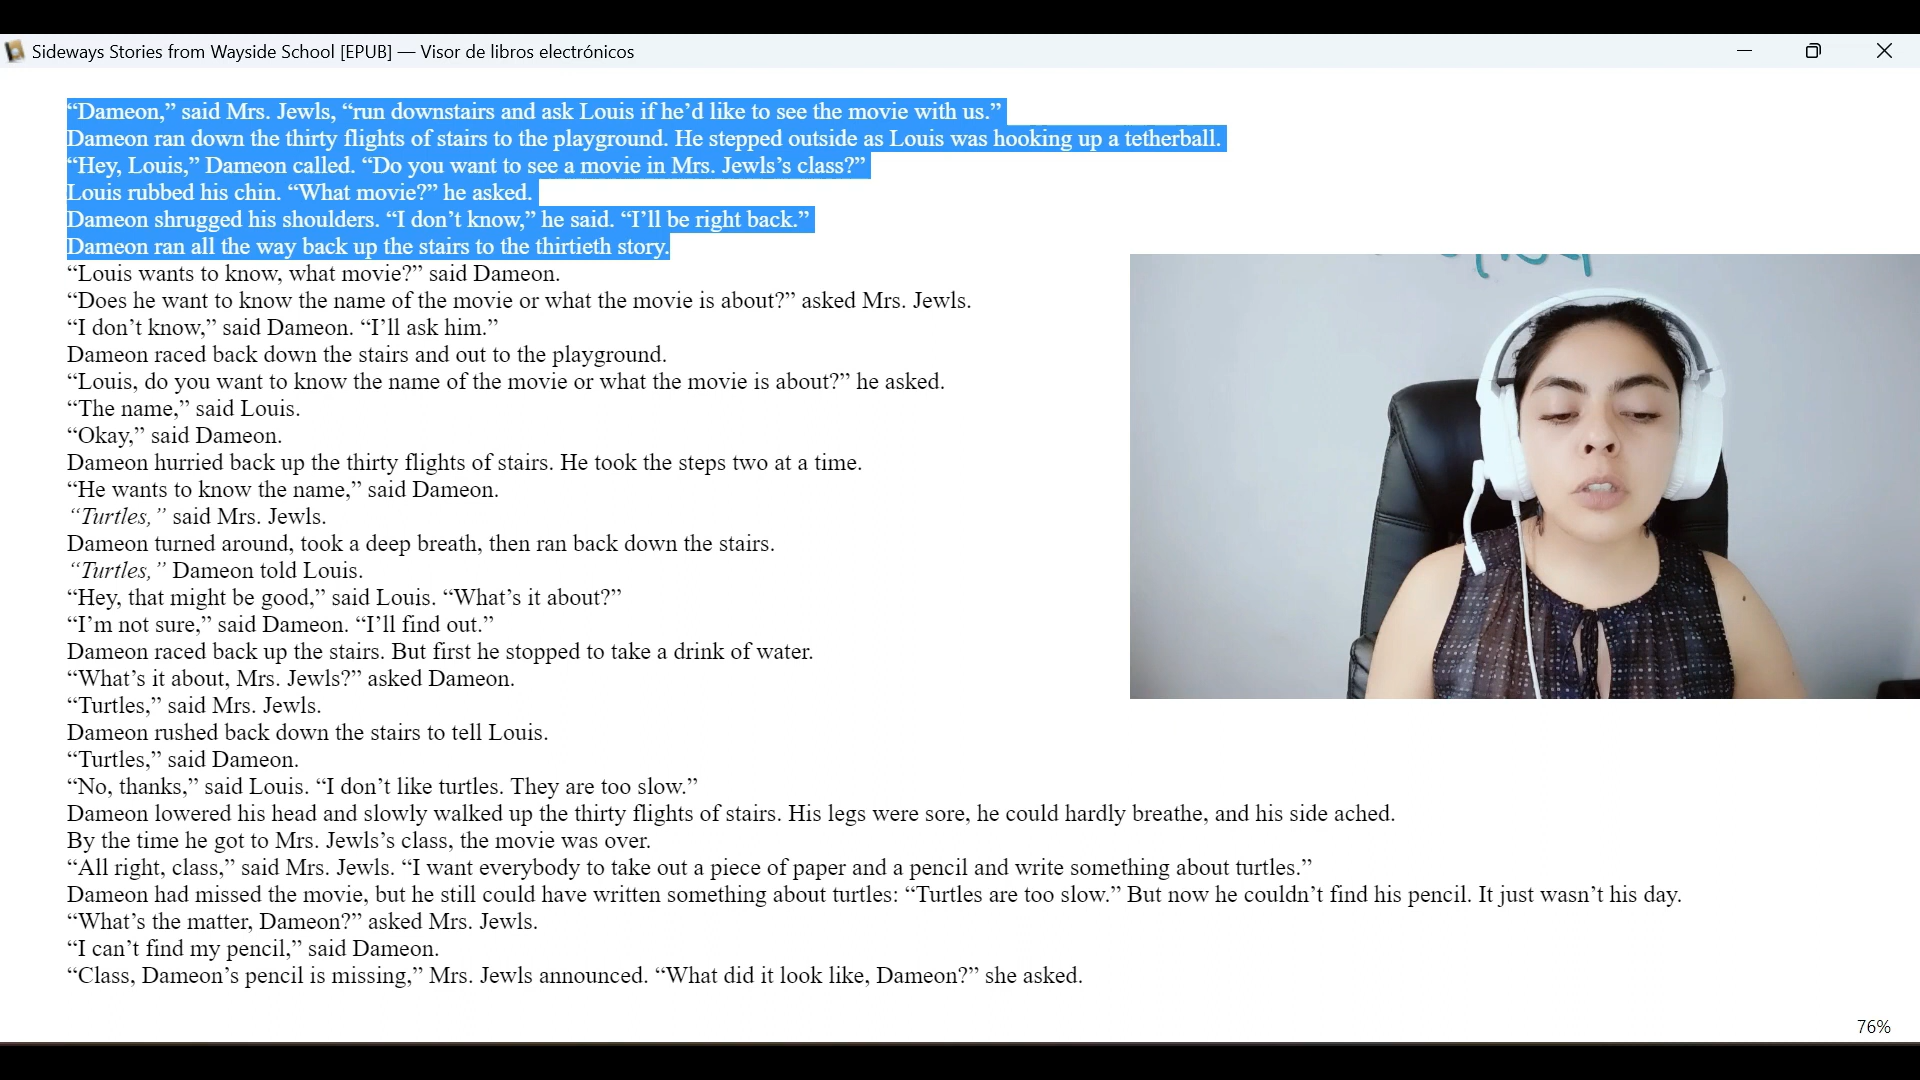 Sideways Stories from Wayside School [EPUB] — Visor de libros electrónicos
“Dameon,” said Mrs. Jewls, “run downstairs and ask Louis if he’d like to see the movie with us.”
Dameon ran down the thirty flights of stairs to the playground. He stepped outside as Louis was hooking up a tetherball.
“Hey, Louis,” Dameon called. “Do you want to see a movie in Mrs. Jewls’s class?”
Louis rubbed his chin. “What movie?” he asked.
Dameon shrugged his shoulders. “I don’t know,” he said. “I’ll be right back.”
Dameon ran all the way back up the stairs to the thirtieth story.
“Louis wants to know, what movie?” said Dameon.
“Does he want to know the name of the movie or what the movie is about?” asked Mrs. Jewls.
“I don’t know,” said Dameon. “I’ll ask him.”
Dameon raced back down the stairs and out to the playground.
“Louis, do you want to know the name of the movie or what the movie is about?” he asked.
“The name,” said Louis.
“Okay,” said Dameon.
Dameon hurried back up the thirty flights of stairs. He took the steps two at a time.
“He wants to know the name,” said Dameon.
“Turtles,” said Mrs. Jewls.
Dameon turned around, took a deep breath, then ran back down the stairs.
“Turtles,” Dameon told Louis.
“Hey, that might be good,” said Louis. “What’s it about?”
“I’m not sure,” said Dameon. “I’ll find out.”
Dameon raced back up the stairs. But first he stopped to take a drink of water.
“What’s it about, Mrs. Jewls?” asked Dameon.
“Turtles,” said Mrs. Jewls.
Dameon rushed back down the stairs to tell Louis.
“Turtles,” said Dameon.
“No, thanks,” said Louis. “I don’t like turtles. They are too slow.”
Dameon lowered his head and slowly walked up the thirty flights of stairs. His legs were sore, he could hardly breathe, and his side ached.
By the time he got to Mrs. Jewls’s class, the movie was over.
“All right, class,” said Mrs. Jewls. “I want everybody to take out a piece of paper and a pencil and write something about turtles.”
Dameon had missed the movie, but he still could have written something about turtles: “Turtles are too slow.” But now he couldn’t find his pencil. It just wasn’t his day.
“What’s the matter, Dameon?” asked Mrs. Jewls.
“I can’t find my pencil,” said Dameon.
“Class, Dameon’s pencil is missing,” Mrs. Jewls announced. “What did it look like, Dameon?” she asked.
76%